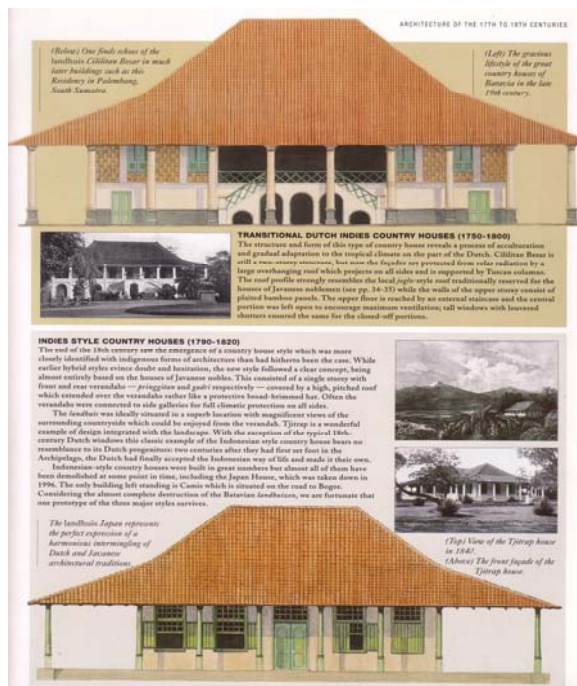 ARCHITECTURE OF THE 17TH TO 19TH CENTURIES
(Below) One finds echoes of the
landhuis Cililitan Besar in much
later buildings such as this
Residency in Palembang,
South Sumatra.
(Left) The gracious
lifestyle of the great
country houses of
Batavia in the late
18th century.
TRANSITIONAL DUTCH INDIES COUNTRY HOUSES (1750-1800)
The structure and form of this type of country house reveals a process of acculturation
and gradual adaptation to the tropical climate on the part of the Dutch. Cililitan Besar is
still a two-storey structure, but now the façades are protected from solar radiation by a
large overhanging roof which projects on all sides and is supported by Tuscan columns.
The roof profile strongly resembles the local joglo-style roof traditionally reserved for the
houses of Javanese noblemen (see pp. 34-35) while the walls of the upper storey consist of
plaited bamboo panels. The upper floor is reached by an external staircase and the central
portion was left open to encourage maximum ventilation; tall windows with louvered
shutters ensured the same for the closed-off portions.
INDIES STYLE COUNTRY HOUSES (1790-1820)
The end of the 18th century saw the emergence of a country house style which was more
closely identified with indigenous forms of architecture than had hitherto been the case. While
earlier hybrid styles evince doubt and hesitation, the new style followed a clear concept, being
almost entirely based on the houses of Javanese nobles. This consisted of a single storey with
front and rear verandahs — pringgitan and gadri respectively — covered by a high, pitched roof
which extended over the verandahs rather like a protective broad-brimmed hat. Often the
verandahs were connected to side galleries for full climatic protection on all sides.
The landhuis was ideally situated in a superb location with magnificent views of the
surrounding countryside which could be enjoyed from the verandah. Tjitrap is a wonderful
example of design integrated with the landscape. With the exception of the typical 18th-
century Dutch windows this classic example of the Indonesian style country house bears no
resemblance to its Dutch progenitors: two centuries after they had first set foot in the
Archipelago, the Dutch had finally accepted the Indonesian way of life and made it their own.
Indonesian-style country houses were built in great numbers but almost all of them have
been demolished at some point in time, including the Japan House, which was taken down in
1996. The only building left standing is Camis which is situated on the road to Bogor.
Considering the almost complete destruction of the Batavian landhuizen, we are fortunate that
one prototype of the three major styles survives.
The landhuis Japan represents
the perfect expression of a
harmonious intermingling of
Dutch and Javanese
architectural traditions.
(Top) View of the Tjitrap house
in 1840.
(Above) The front façade of the
Tjitrap house.